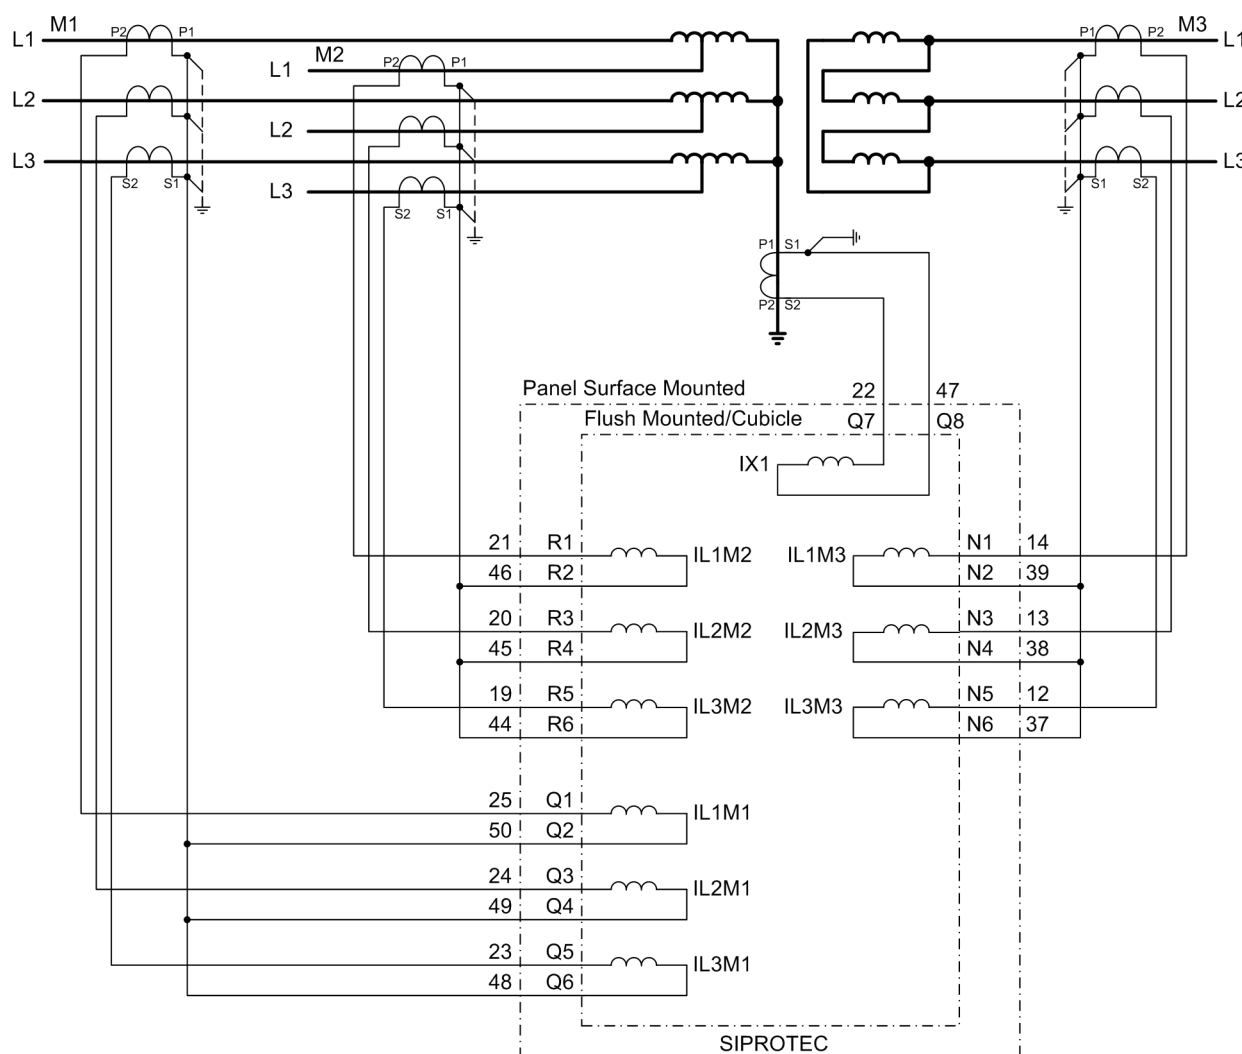 M1
P2 P1
P1 P2
M3
L1
L1
M2
L1
P2 P1
L2
L2
L2
L3
S2 S1
L3
S2 S1
S1 S2
L3
P1 S1
P2 S2
Panel Surface Mounted
22 47
Flush Mounted/Cubicle
Q7 Q8
IX1
21 R1 IL1M2 IL1M3 N1 14
46 R2 N2 39
20 R3 IL2M2 IL2M3 N3 13
45 R4 N4 38
19 R5 IL3M2 IL3M3 N5 12
44 R6 N6 37
25 Q1 IL1M1
50 Q2
24 Q3 IL2M1
49 Q4
23 Q5 IL3M1
48 Q6
SIPROTEC